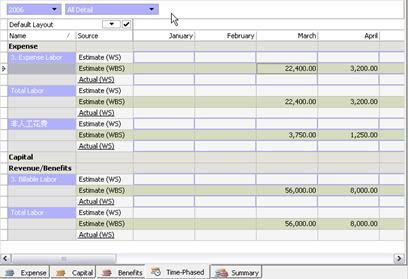 2006 All Detail
Default Layout
Name Source January February March April
Expense
3. Expense Labor Estimate (WS)
Estimate (WBS) 22,400.00 3,200.00
Actual (WS)
Total Labor Estimate (WS)
Estimate (WBS) 22,400.00 3,200.00
Actual (WS)
非人工花费 Estimate (WS)
Estimate (WBS) 3,750.00 1,250.00
Actual (WS)
Capital
Revenue/Benefits
3. Billable Labor Estimate (WS)
Estimate (WBS) 56,000.00 8,000.00
Actual (WS)
Total Labor Estimate (WS)
Estimate (WBS) 56,000.00 8,000.00
Actual (WS)
Expense Capital Benefits Time-Phased Summary